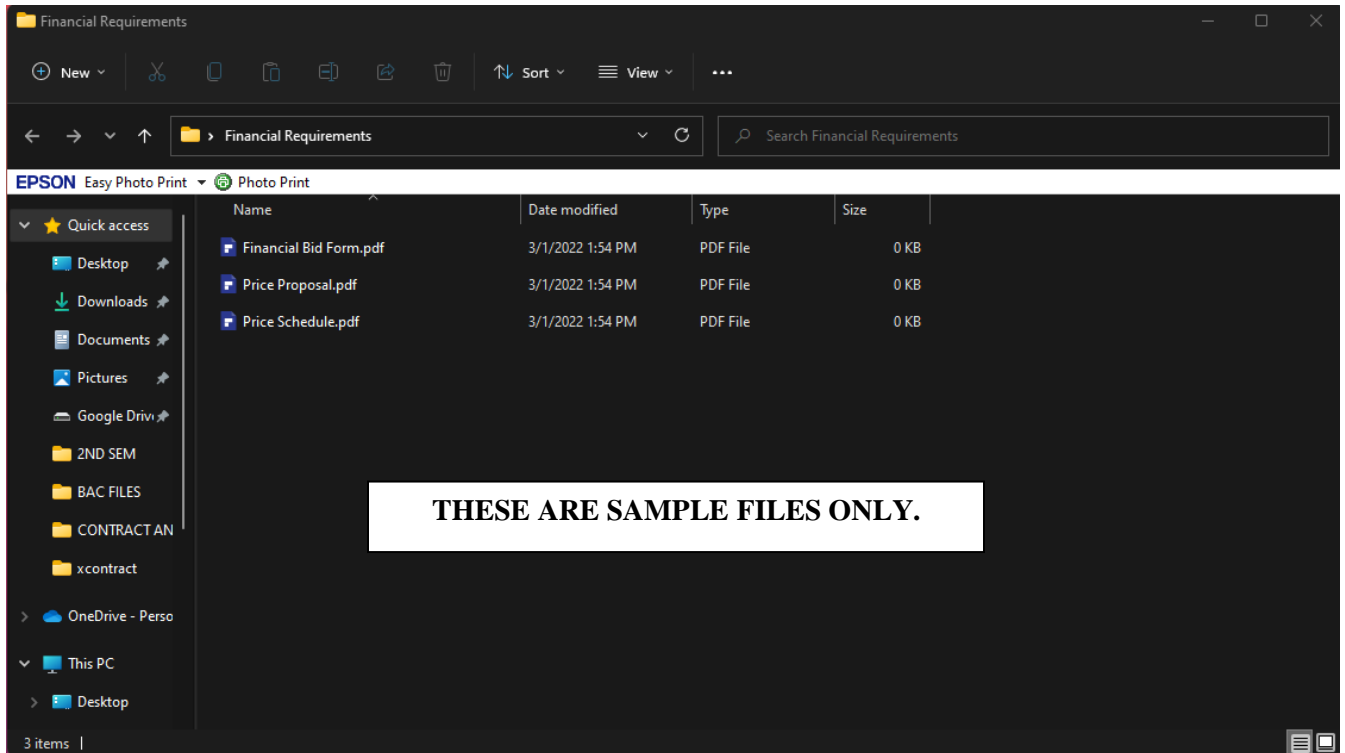 Financial Requirements
New
Sort
View
Financial Requirements
Search Financial Requirements
EPSON Easy Photo Print Photo Print
Name Date modified Type Size
Financial Bid Form.pdf 3/1/2022 1:54 PM PDF File 0 KB
Price Proposal.pdf 3/1/2022 1:54 PM PDF File 0 KB
Price Schedule.pdf 3/1/2022 1:54 PM PDF File 0 KB
Quick access
Desktop
Downloads
Documents
Pictures
Google Driv
2ND SEM
BAC FILES
CONTRACT AN
xcontract
OneDrive - Perso
This PC
Desktop
THESE ARE SAMPLE FILES ONLY.
3 items